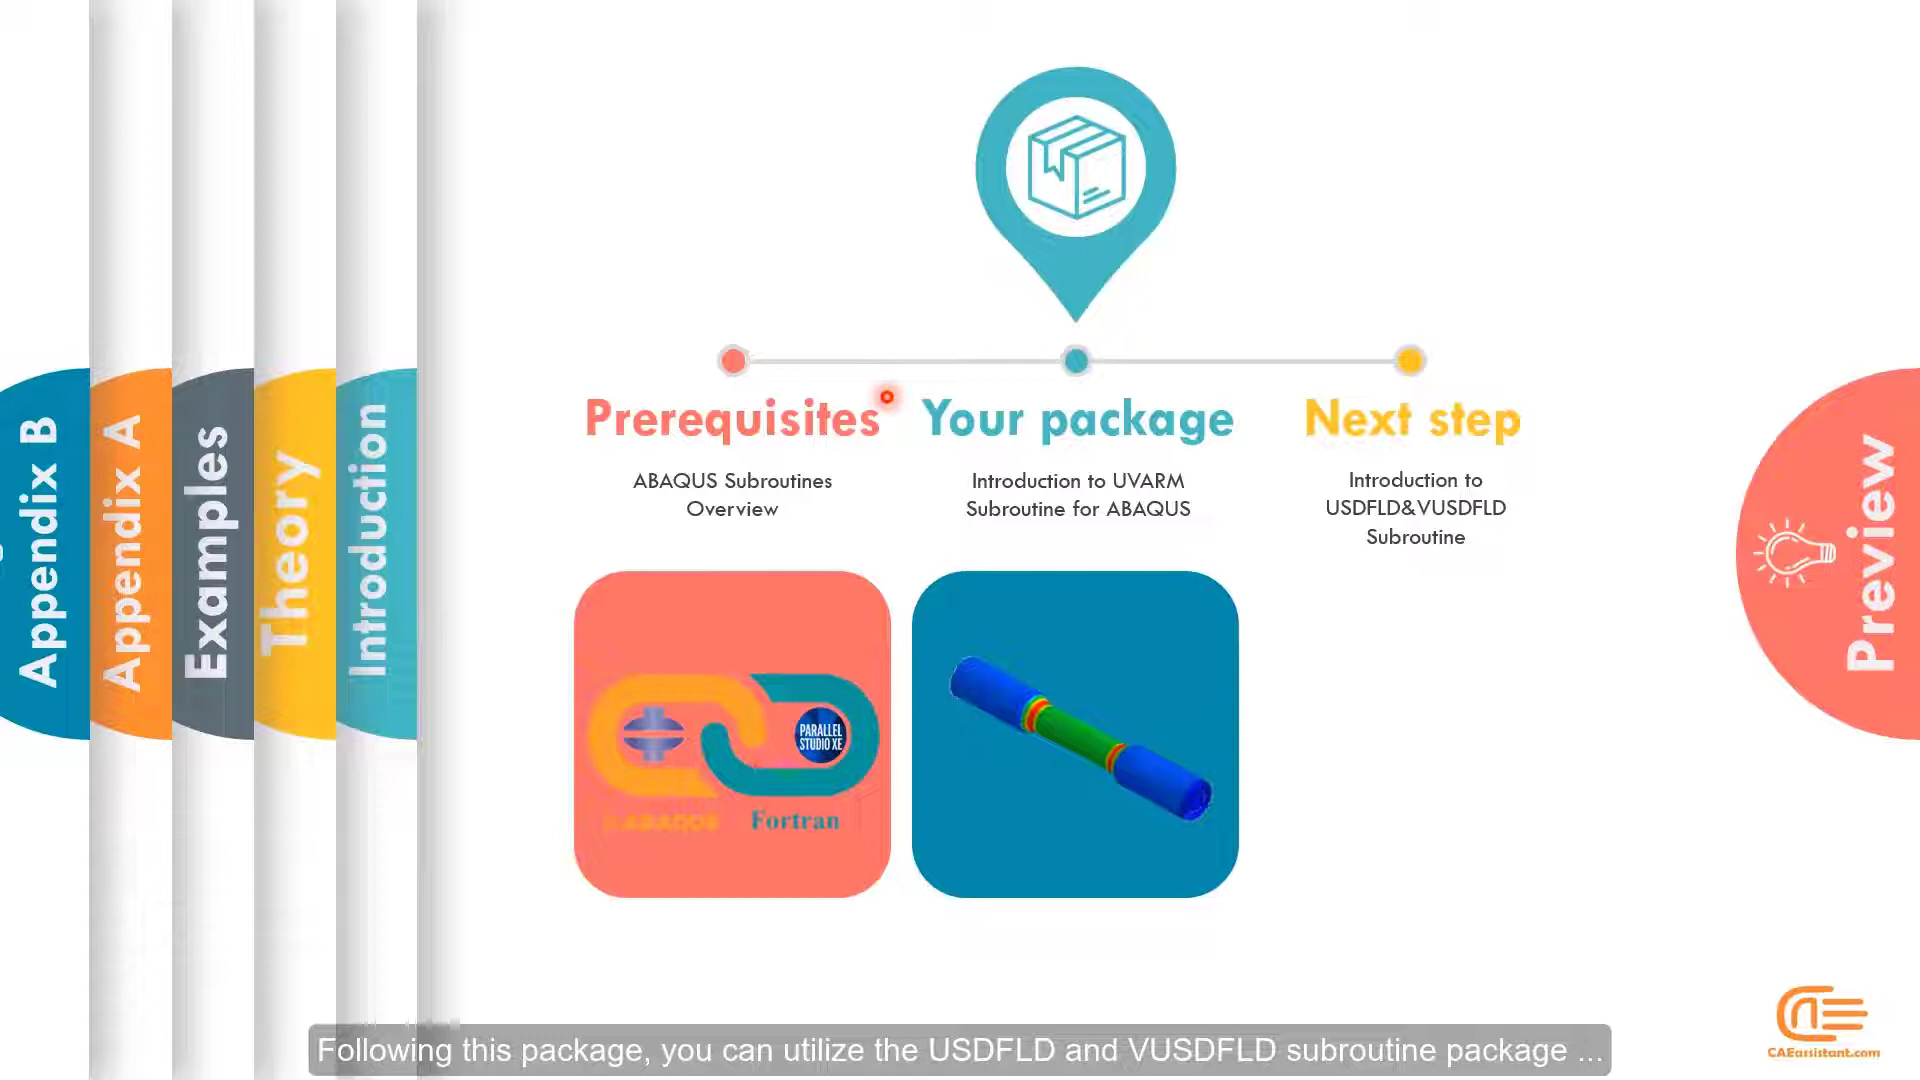 Appendix B
Appendix A
Examples
Theory
Introduction
Prerequisites
ABAQUS Subroutines
Overview
Your package
Introduction to UVARM
Subroutine for ABAQUS
Next step
Introduction to
USDFLD&VUSDFLD
Subroutine
PARALLEL
STUDIO XE
ABAQUS
Fortran
Preview
CAEassistant.com
Following this package, you can utilize the USDFLD and VUSDFLD subroutine package ...